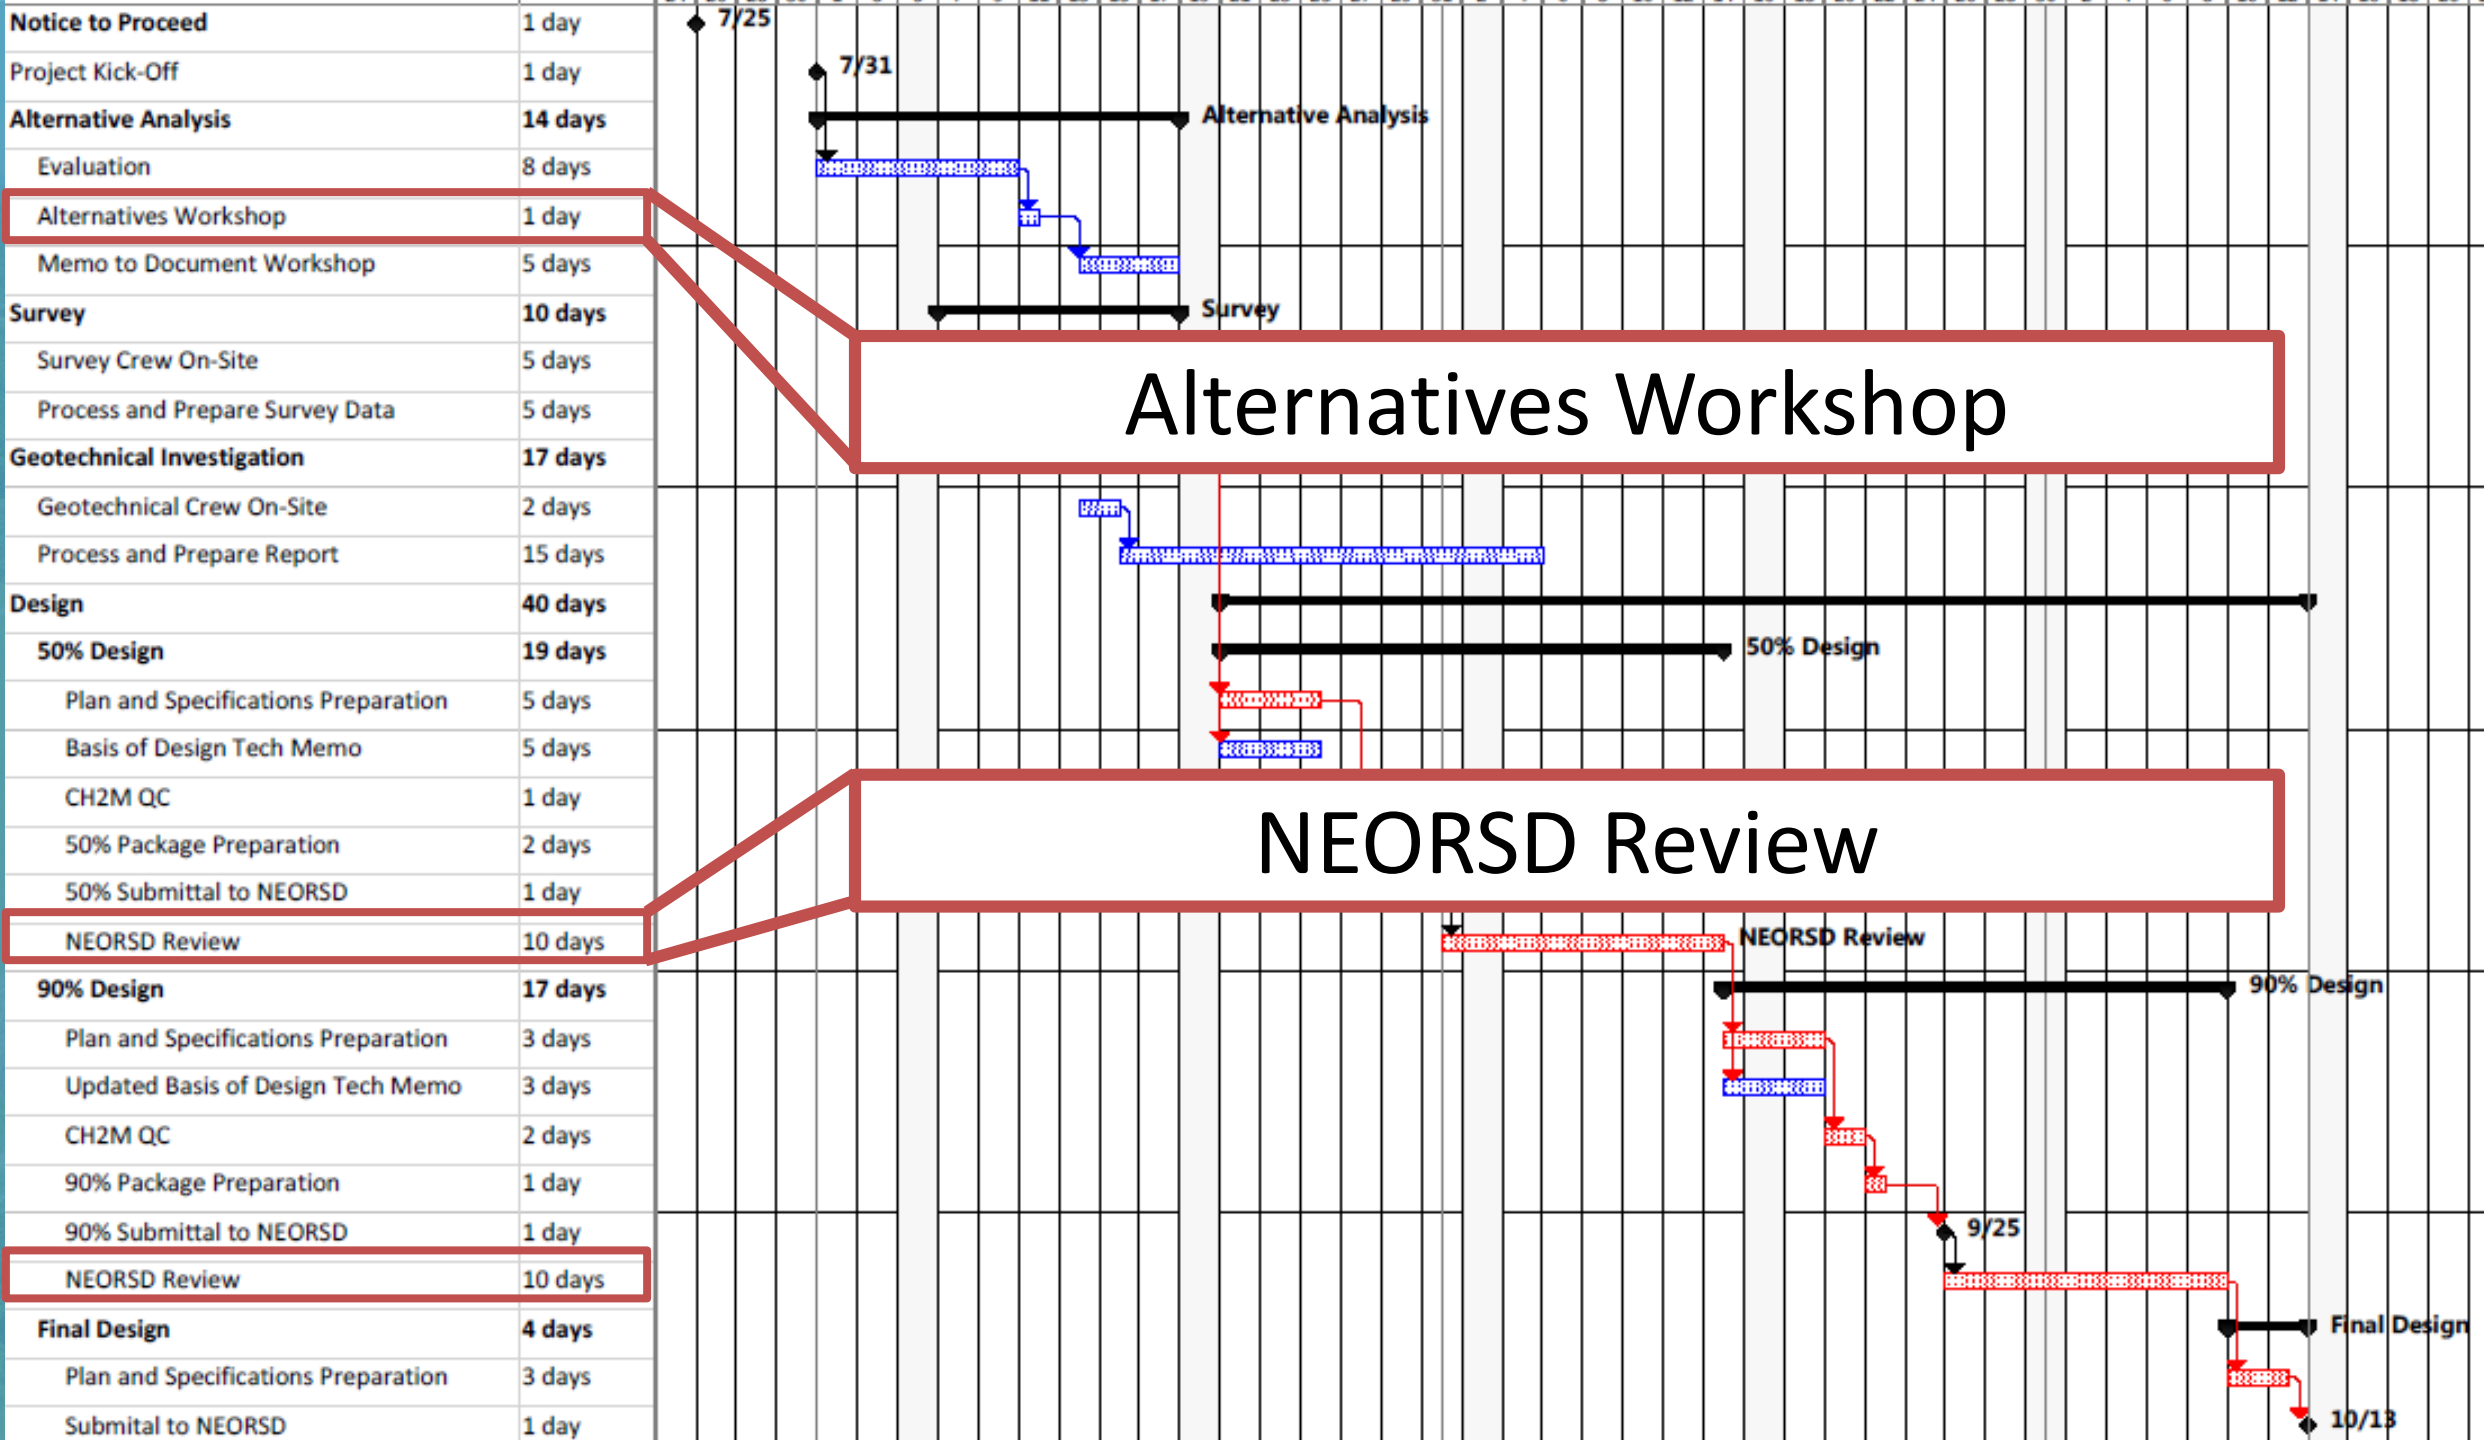 Notice to Proceed 1 day 7/25
Project Kick-Off 1 day 7/31
Alternative Analysis 14 days Alternative Analysis
Evaluation 8 days
Alternatives Workshop 1 day
Memo to Document Workshop 5 days
Survey 10 days Survey
Survey Crew On-Site 5 days
Alternatives Workshop
Process and Prepare Survey Data 5 days
Geotechnical Investigation 17 days
Geotechnical Crew On-Site 2 days
Process and Prepare Report 15 days
Design 40 days
50% Design 19 days 50% Design
Plan and Specifications Preparation 5 days
Basis of Design Tech Memo 5 days
CH2M QC 1 day
50% Package Preparation 2 days
NEORSD Review
50% Submittal to NEORSD 1 day
NEORSD Review 10 days NEORSD Review
90% Design 17 days 90% Design
Plan and Specifications Preparation 3 days
Updated Basis of Design Tech Memo 3 days
CH2M QC 2 days
90% Package Preparation 1 day
90% Submittal to NEORSD 1 day 9/25
NEORSD Review 10 days
Final Design 4 days Final Design
Plan and Specifications Preparation 3 days
Submital to NEORSD 1 day 10/13